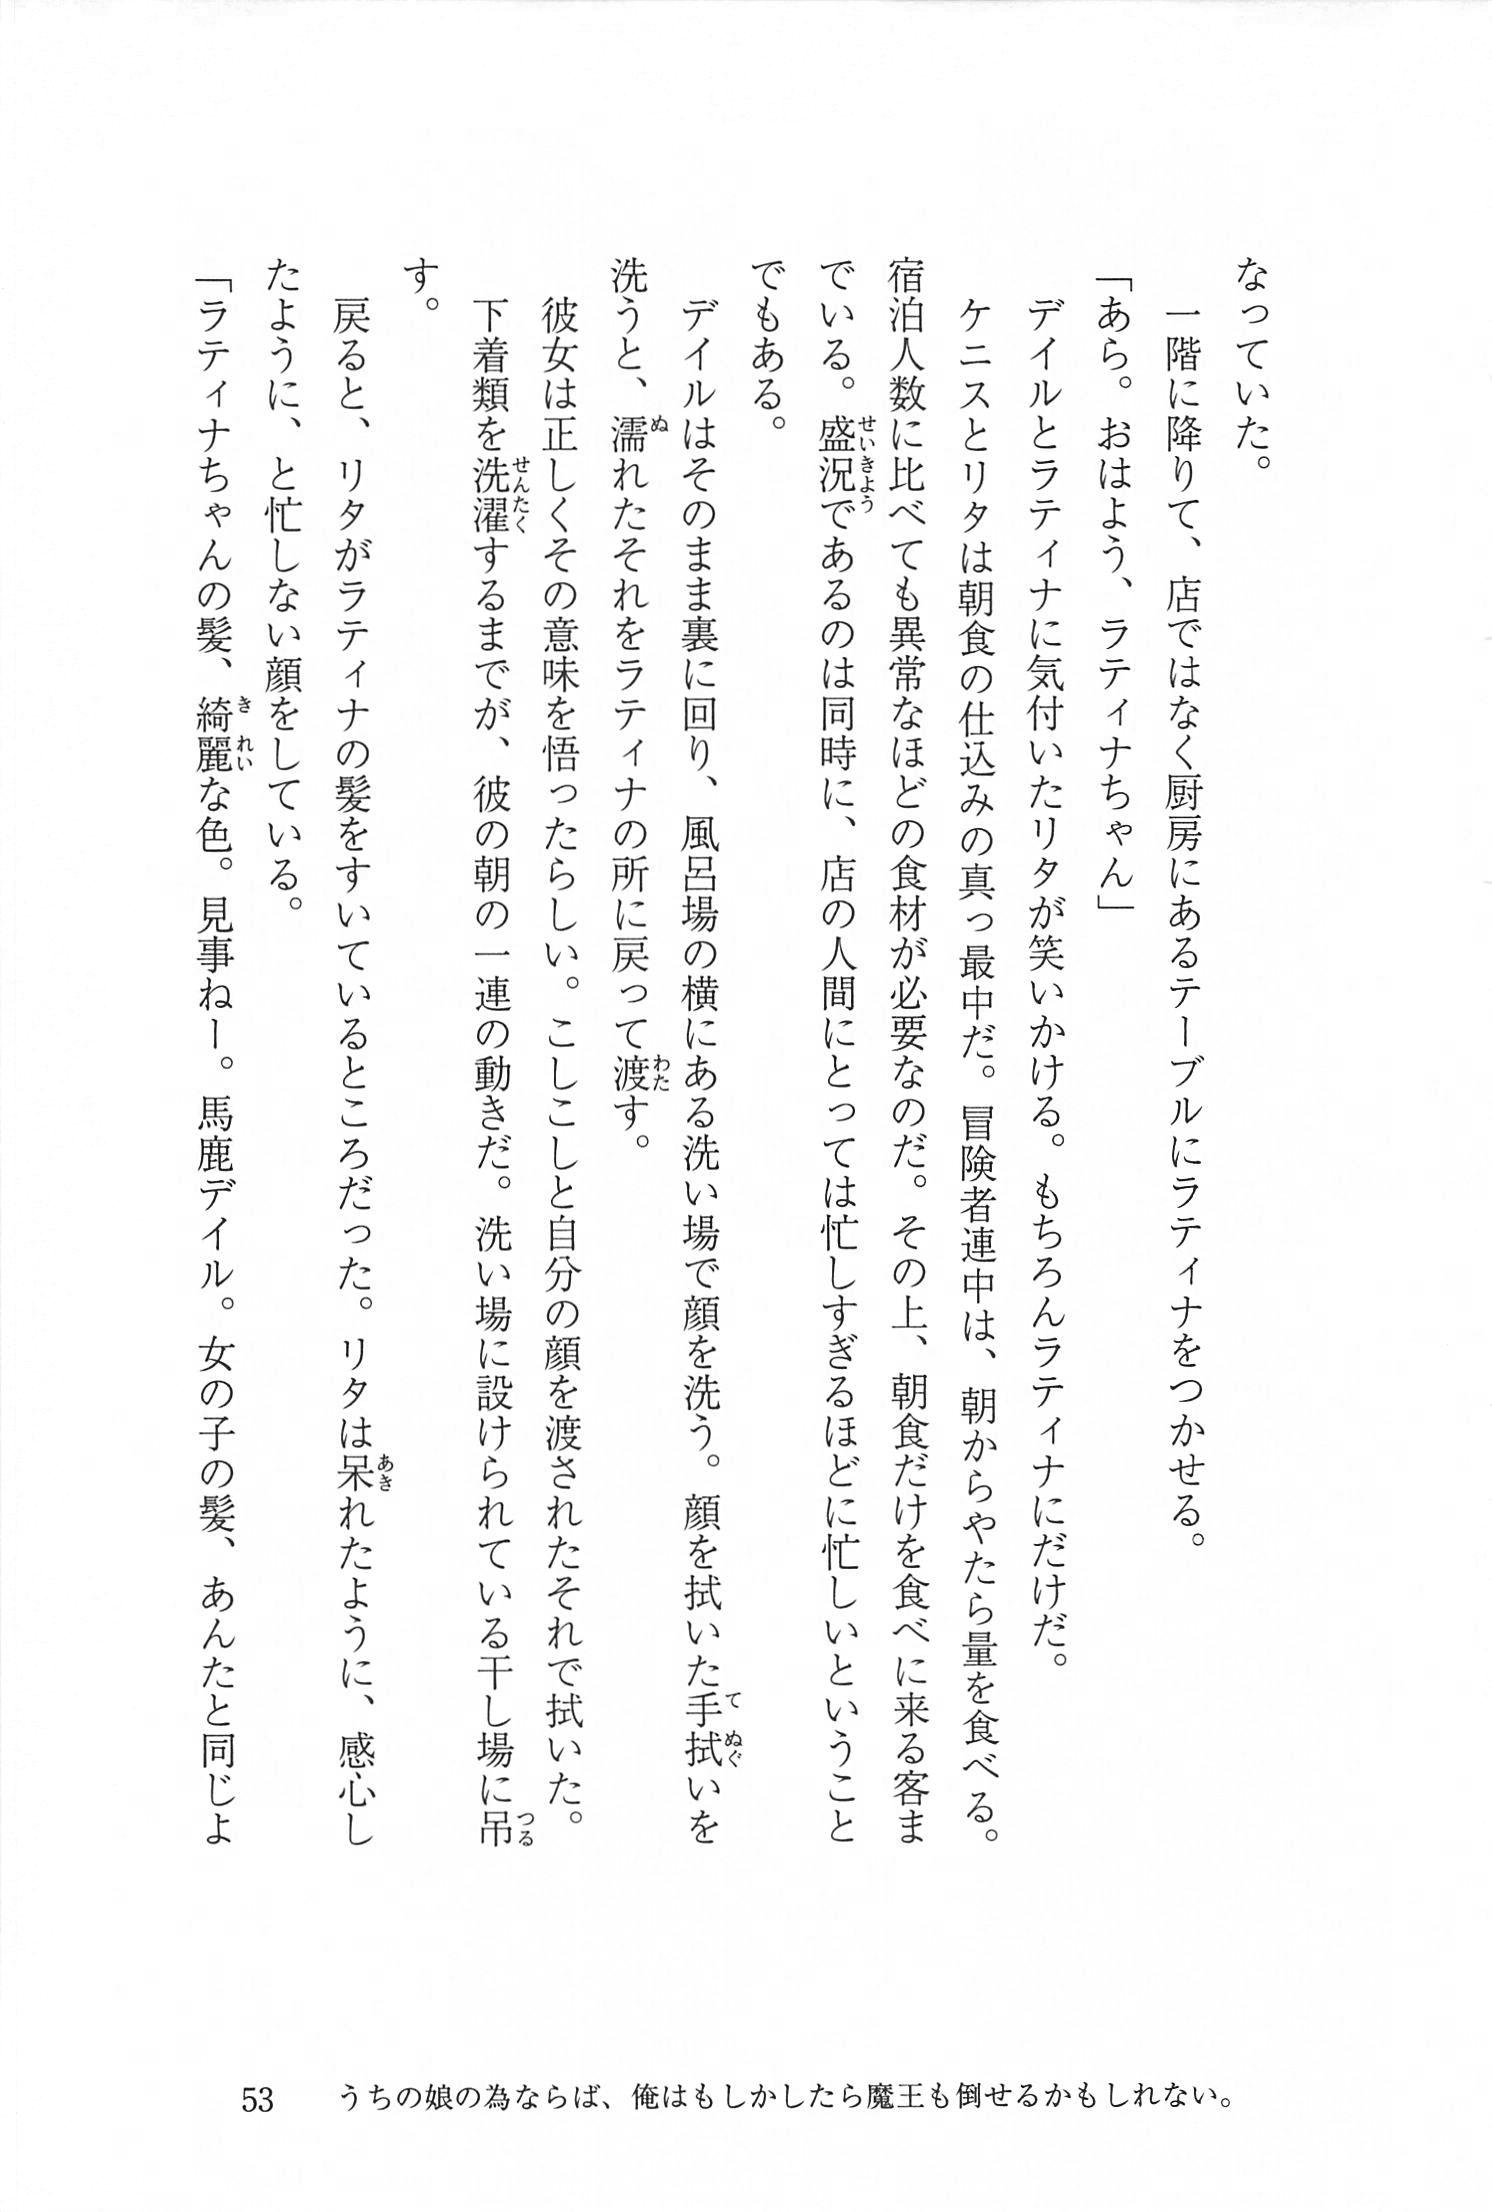 なっていた。
　一階に降りて、店ではなく厨房にあるテーブルにラティナをつかせる。
「あら。おはよう、ラティナちゃん」
　デイルとラティナに気付いたリタが笑いかける。もちろんラティナにだけだ。
　ケニスとリタは朝食の仕込みの真っ最中だ。冒険者連中は、朝からやたら量を食べる。
宿泊人数に比べても異常なほどの食材が必要なのだ。その上、朝食だけを食べに来る客ま
でいる。盛況であるのは同時に、店の人間にとっては忙しすぎるほどに忙しいということ
でもある。
　デイルはそのまま裏に回り、風呂場の横にある洗い場で顔を洗う。顔を拭いた手拭いを
洗うと、濡れたそれをラティナの所に戻って渡す。
　彼女は正しくその意味を悟ったらしい。こしこしと自分の顔を渡されたそれで拭いた。
　下着類を洗濯するまでが、彼の朝の一連の動きだ。洗い場に設けられている干し場に吊
す。
　戻ると、リタがラティナの髪をすいているところだった。リタは呆れたように、感心し
たように、と忙しない顔をしている。
「ラティナちゃんの髪、綺麗な色。見事ねー。馬鹿デイル。女の子の髪、あんたと同じよ
53　うちの娘の為ならば、俺はもしかしたら魔王も倒せるかもしれない。